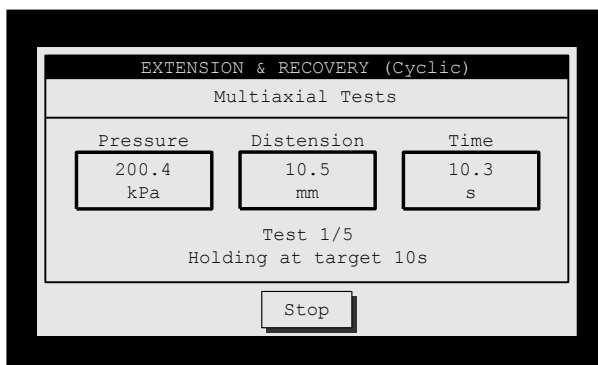 EXTENSION & RECOVERY (Cyclic)
Multiaxial Tests
Pressure Distension Time
200.4 10.5 10.3
kPa mm s
Test 1/5
Holding at target 10s
Stop